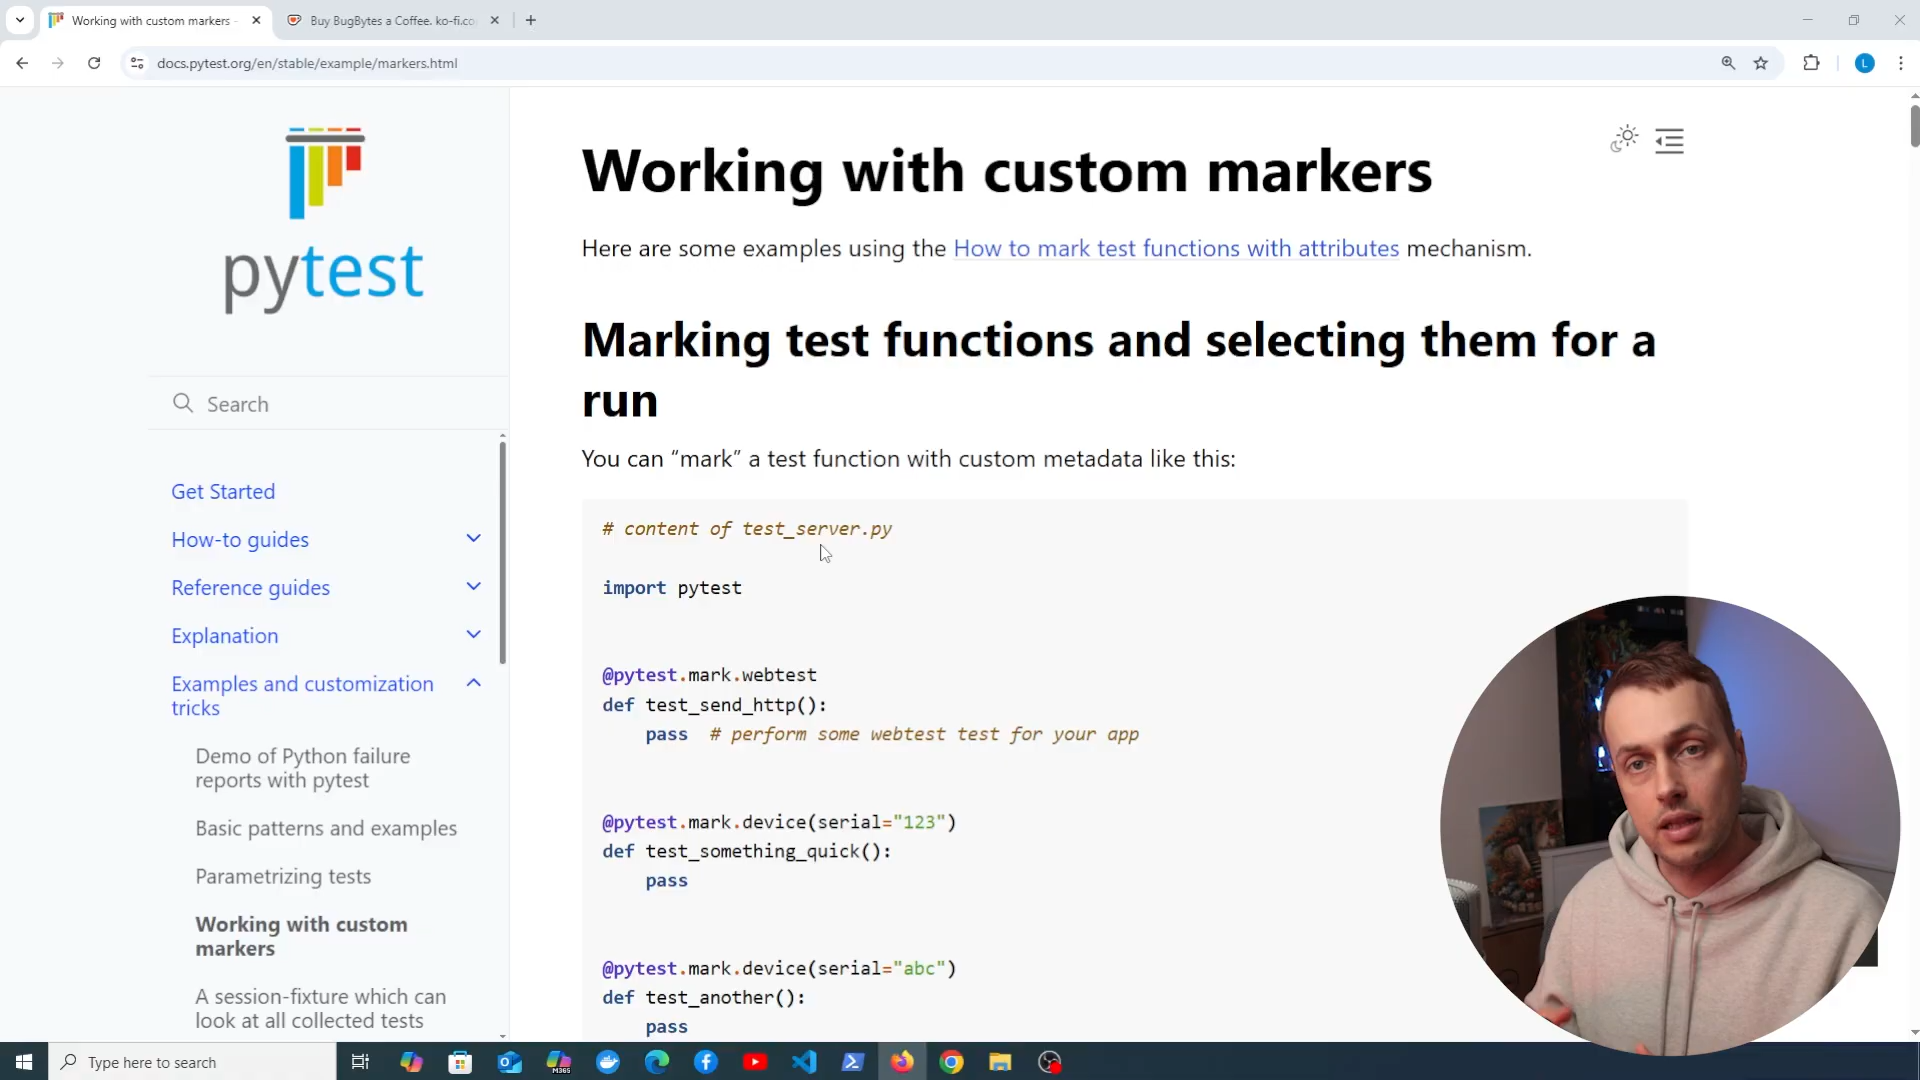 Working with custom markers
Buy BugBytes a Coffee. ko-fi.co
docs.pytest.org/en/stable/example/markers.html
L
pytest
Search
Get Started
How-to guides
Reference guides
Explanation
Examples and customization
tricks
Demo of Python failure
reports with pytest
Basic patterns and examples
Parametrizing tests
Working with custom
markers
A session-fixture which can
look at all collected tests
Working with custom markers
Here are some examples using the How to mark test functions with attributes mechanism.
Marking test functions and selecting them for a
run
You can “mark” a test function with custom metadata like this:
# content of test_server.py
import pytest
@pytest.mark.webtest
def test_send_http():
pass # perform some webtest test for your app
@pytest.mark.device(serial="123")
def test_something_quick():
pass
@pytest.mark.device(serial="abc")
def test_another():
pass
Type here to search
M365